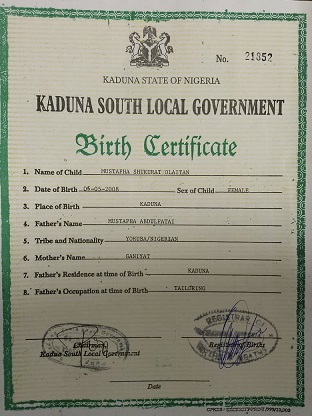 No. 21352
KADUNA STATE OF NIGERIA
KADUNA SOUTH LOCAL GOVERNMENT
Birth Certificate
1. Name of Child MUSTAPHA SHUKURAT OLAITAN
2. Date of Birth 06-05-2008 Sex of Child FEMALE
3. Place of Birth KADUNA
4. Father's Name MUSTAPHA ABDULFATAI
5. Tribe and Nationality YORUBA/NIGERIAN
6. Mother's Name GANIYAT
7. Father's Residence at time of Birth KADUNA
8. Father's Occupation at time of Birth TAILORING
Chairman
Kaduna South Local Government
REGISTRAR
Registering Births
Date